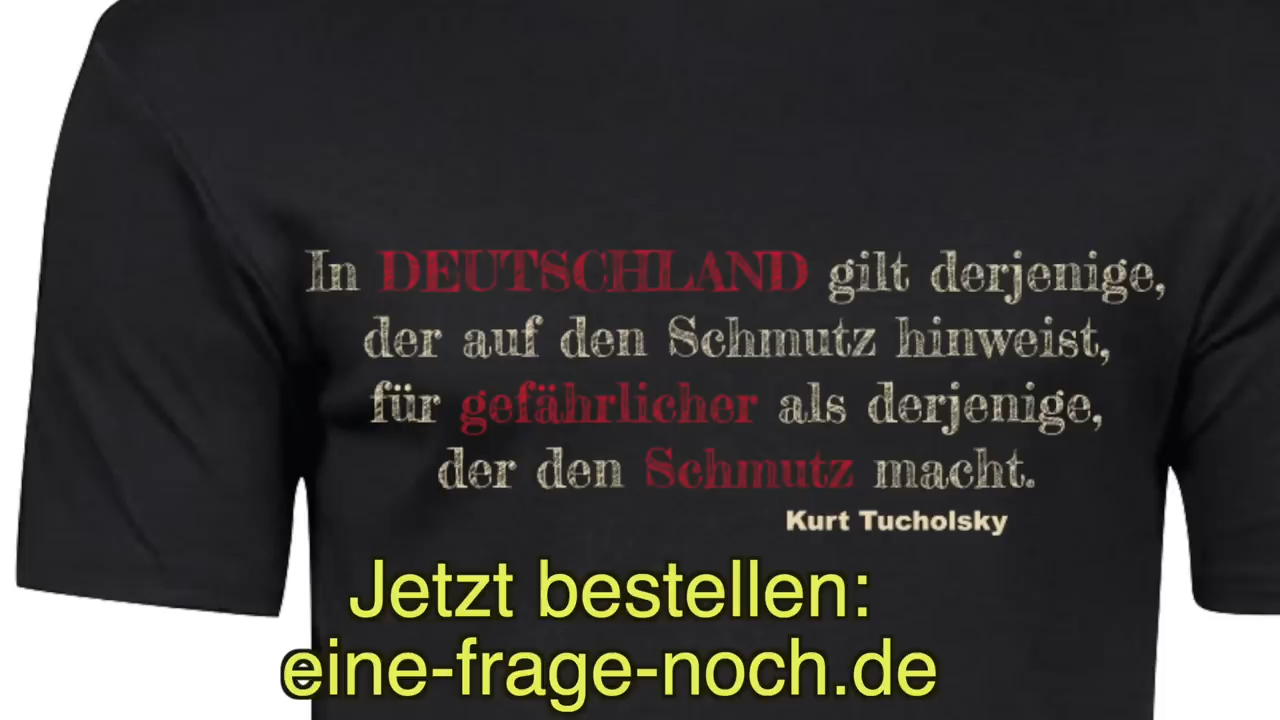 In DEUTSCHLAND gilt derjenige,
der auf den Schmutz hinweist,
für gefährlicher als derjenige,
der den Schmutz macht.
Kurt Tucholsky
Jetzt bestellen:
eine-frage-noch.de